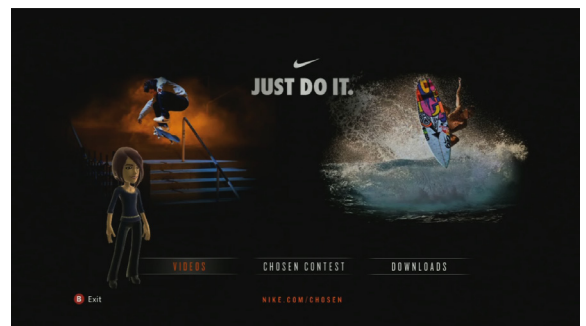 JUST DO IT.
VIDEOS
CHOSEN CONTEST
DOWNLOADS
B Exit
NIKE.COM/CHOSEN